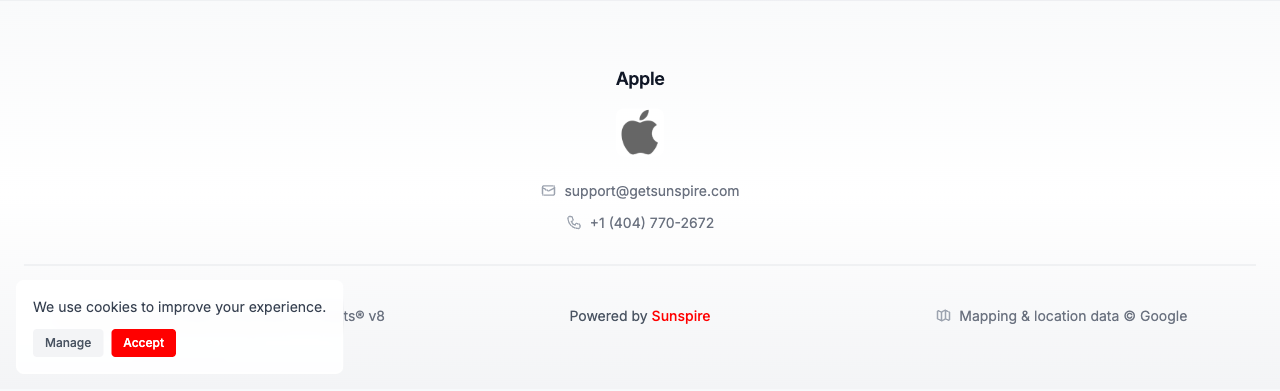 Apple
support@getsunspire.com
+1 (404) 770-2672
We use cookies to improve your experience.
Manage Accept
ts® v8
Powered by Sunspire
Mapping & location data © Google